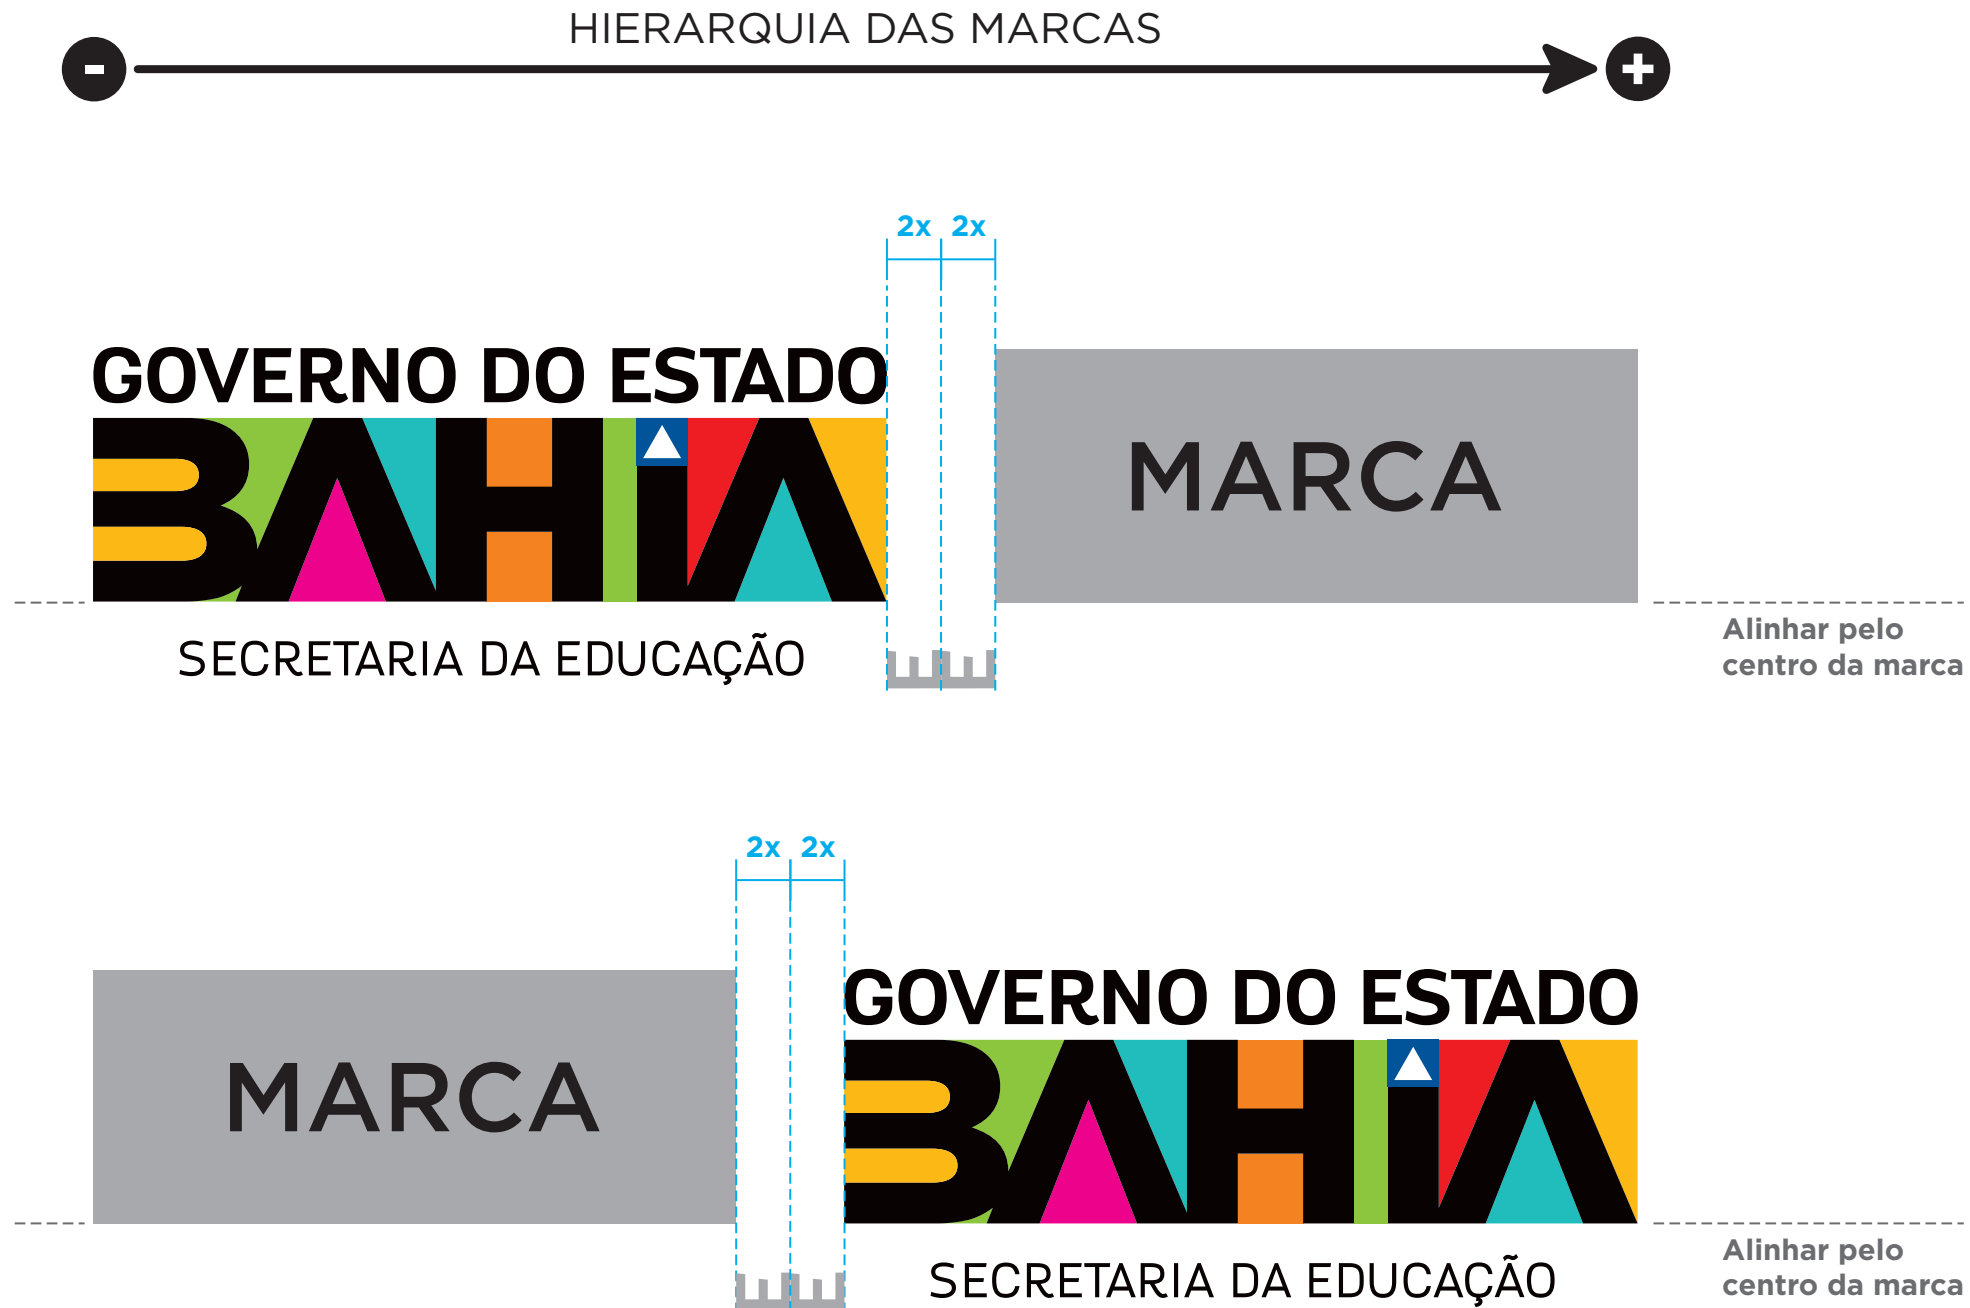 HIERARQUIA DAS MARCAS
- +
2x 2x
GOVERNO DO ESTADO
BAHIA
MARCA
SECRETARIA DA EDUCAÇÃO
Alinhar pelo
centro da marca
2x 2x
MARCA
GOVERNO DO ESTADO
BAHIA
SECRETARIA DA EDUCAÇÃO
Alinhar pelo
centro da marca